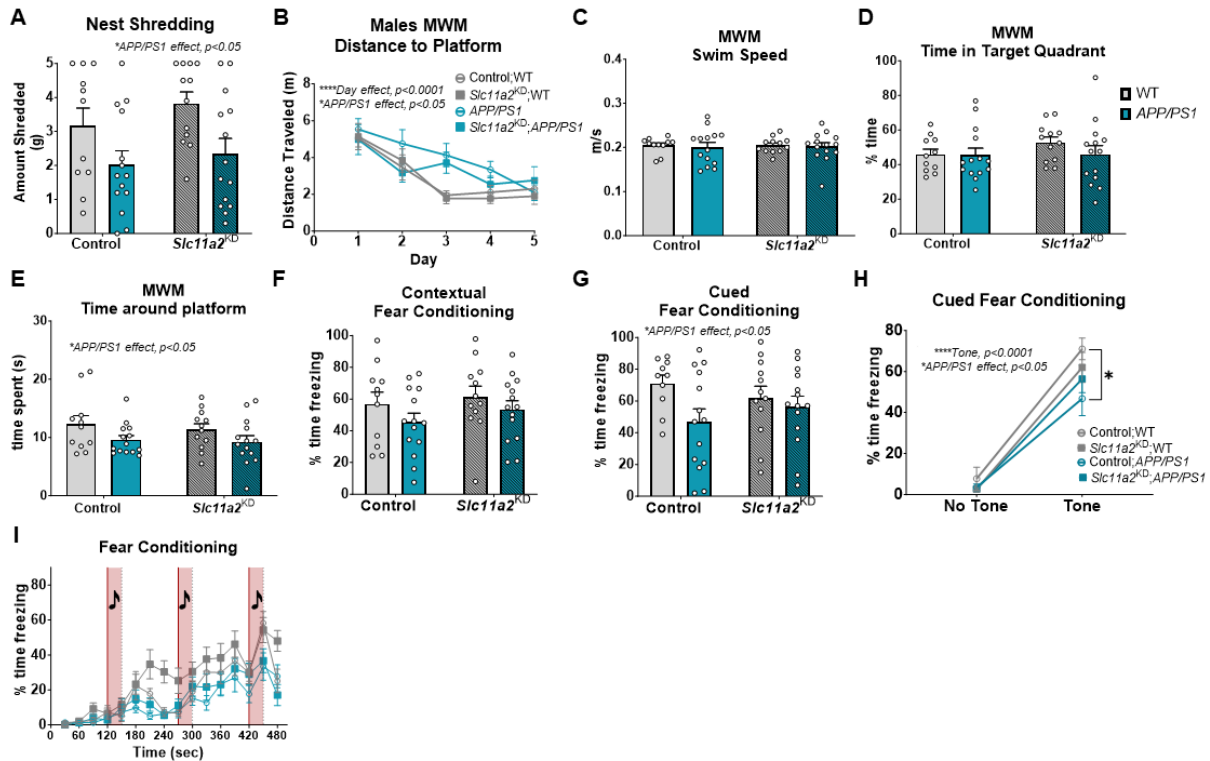 A
Nest Shredding
*APP/PS1 effect, p<0.05
Amount Shredded
(g)
5
4
3
2
1
0
Control
Slc11a2KD
B
Males MWM
Distance to Platform
****Day effect, p<0.0001
*APP/PS1 effect, p<0.05
Control;WT
Slc11a2KD;WT
APP/PS1
Slc11a2KD;APP/PS1
Distance Traveled (m)
8
6
4
2
0
0 1 2 3 4 5
Day
C
MWM
Swim Speed
m/s
0.4
0.2
0.0
Control
Slc11a2KD
D
MWM
Time in Target Quadrant
% time
100
80
60
40
20
0
WT
APP/PS1
Control
Slc11a2KD
E
MWM
Time around platform
*APP/PS1 effect, p<0.05
time spent (s)
30
20
10
0
Control
Slc11a2KD
F
Contextual
Fear Conditioning
% time freezing
100
80
60
40
20
0
Control
Slc11a2KD
G
Cued
Fear Conditioning
*APP/PS1 effect, p<0.05
% time freezing
100
80
60
40
20
0
Control
Slc11a2KD
H
Cued Fear Conditioning
****Tone, p<0.0001
*APP/PS1 effect, p<0.05
*
% time freezing
80
60
40
20
0
Control;WT
Slc11a2KD;WT
Control;APP/PS1
Slc11a2KD;APP/PS1
No Tone
Tone
I
Fear Conditioning
% time freezing
80
60
40
20
0
0 60 120 180 240 300 360 420 480
Time (sec)